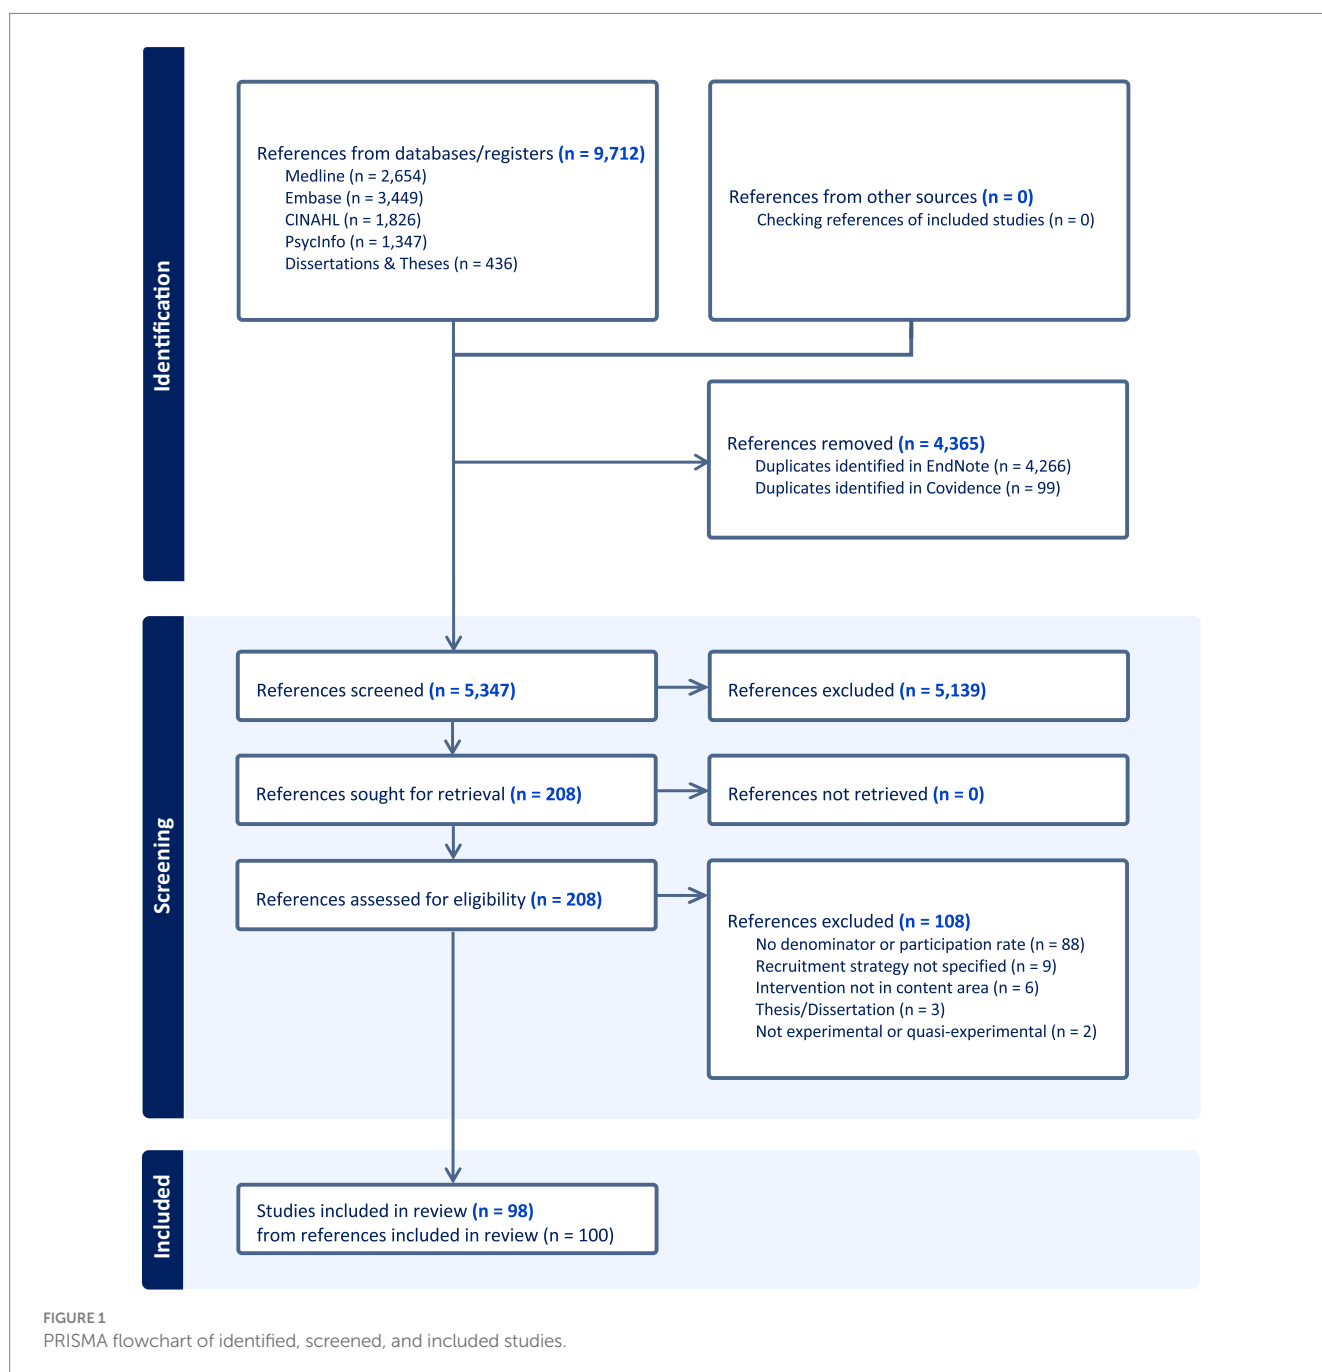 Identification
References from databases/registers (n = 9,712)
Medline (n = 2,654)
Embase (n = 3,449)
CINAHL (n = 1,826)
PsycInfo (n = 1,347)
Dissertations & Theses (n = 436)
References from other sources (n = 0)
Checking references of included studies (n = 0)
References removed (n = 4,365)
Duplicates identified in EndNote (n = 4,266)
Duplicates identified in Covidence (n = 99)
Screening
References screened (n = 5,347)
References excluded (n = 5,139)
References sought for retrieval (n = 208)
References not retrieved (n = 0)
References assessed for eligibility (n = 208)
References excluded (n = 108)
No denominator or participation rate (n = 88)
Recruitment strategy not specified (n = 9)
Intervention not in content area (n = 6)
Thesis/Dissertation (n = 3)
Not experimental or quasi-experimental (n = 2)
Included
Studies included in review (n = 98)
from references included in review (n = 100)
FIGURE 1
PRISMA flowchart of identified, screened, and included studies.